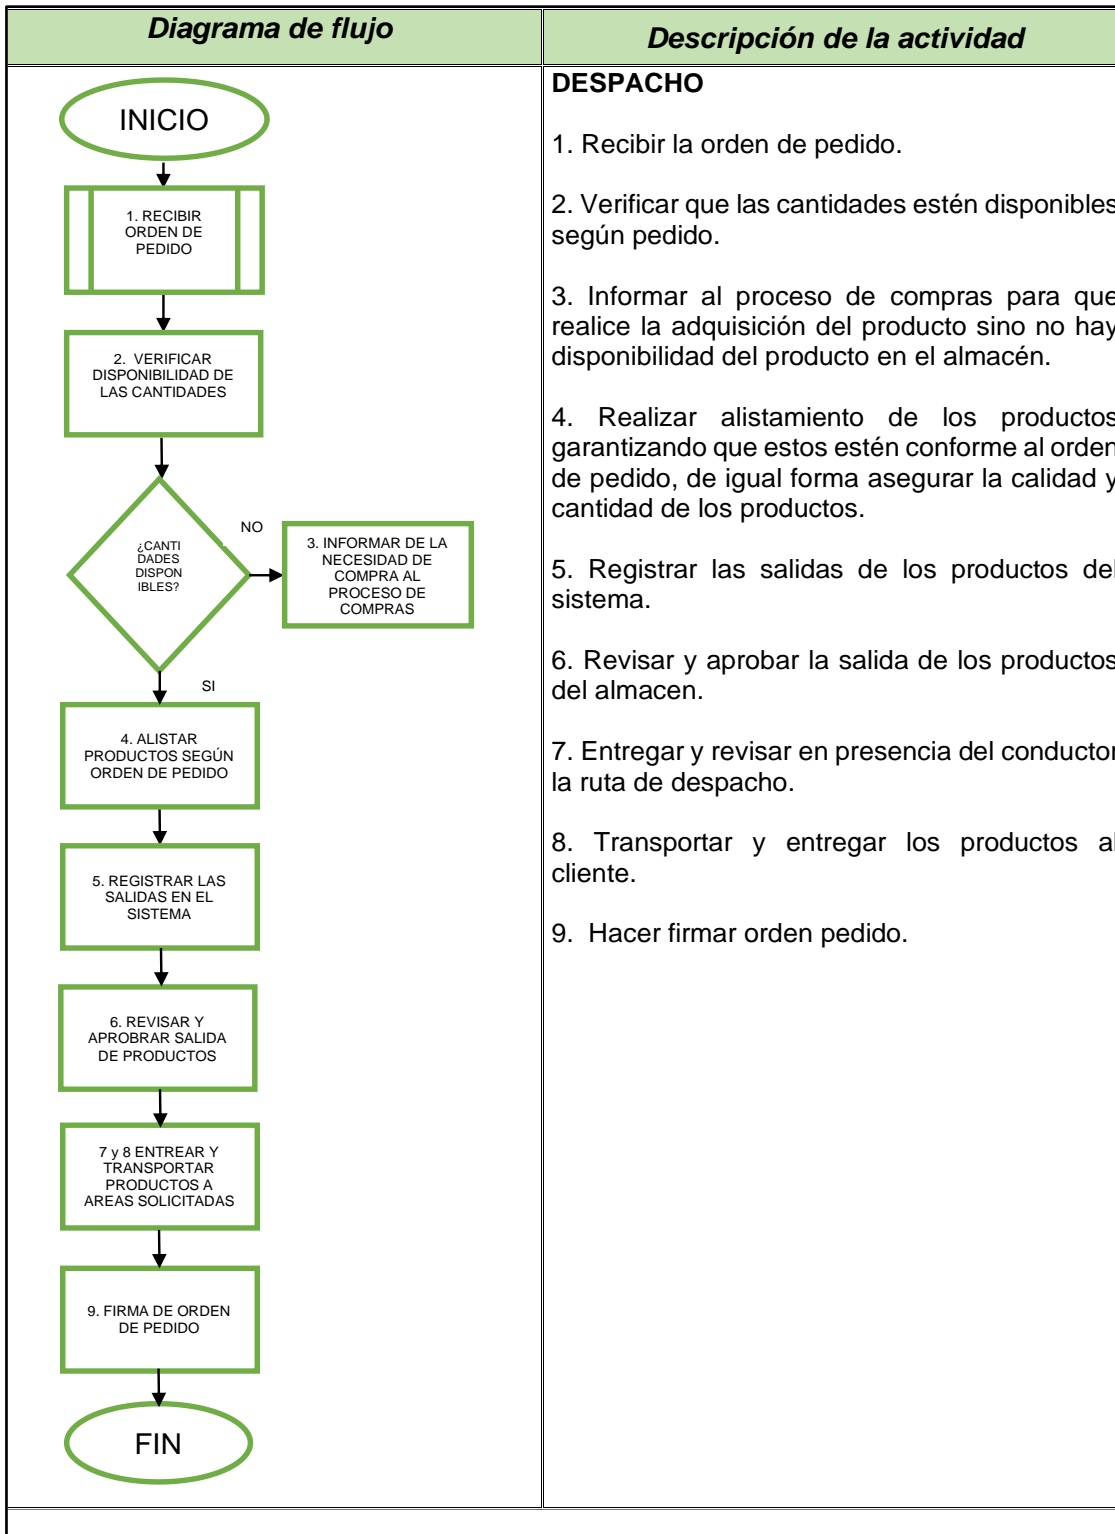 Diagrama de flujo
Descripción de la actividad
INICIO
1. RECIBIR
ORDEN DE
PEDIDO
2. VERIFICAR
DISPONIBILIDAD DE
LAS CANTIDADES
¿CANTI
DADES
DISPON
IBLES?
NO
3. INFORMAR DE LA
NECESIDAD DE
COMPRA AL
PROCESO DE
COMPRAS
SI
4. ALISTAR
PRODUCTOS SEGÚN
ORDEN DE PEDIDO
5. REGISTRAR LAS
SALIDAS EN EL
SISTEMA
6. REVISAR Y
APROBRAR SALIDA
DE PRODUCTOS
7 y 8 ENTREAR Y
TRANSPORTAR
PRODUCTOS A
AREAS SOLICITADAS
9. FIRMA DE ORDEN
DE PEDIDO
FIN
DESPACHO
1. Recibir la orden de pedido.
2. Verificar que las cantidades estén disponibles
según pedido.
3. Informar al proceso de compras para que
realice la adquisición del producto sino no hay
disponibilidad del producto en el almacén.
4. Realizar alistamiento de los productos
garantizando que estos estén conforme al orden
de pedido, de igual forma asegurar la calidad y
cantidad de los productos.
5. Registrar las salidas de los productos del
sistema.
6. Revisar y aprobar la salida de los productos
del almacen.
7. Entregar y revisar en presencia del conductor
la ruta de despacho.
8. Transportar y entregar los productos al
cliente.
9. Hacer firmar orden pedido.